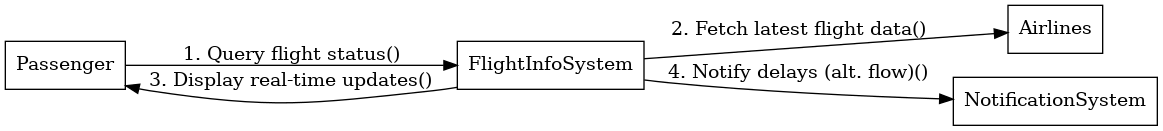 Passenger
1. Query flight status()
3. Display real-time updates()
FlightInfoSystem
2. Fetch latest flight data()
4. Notify delays (alt. flow)()
Airlines
NotificationSystem